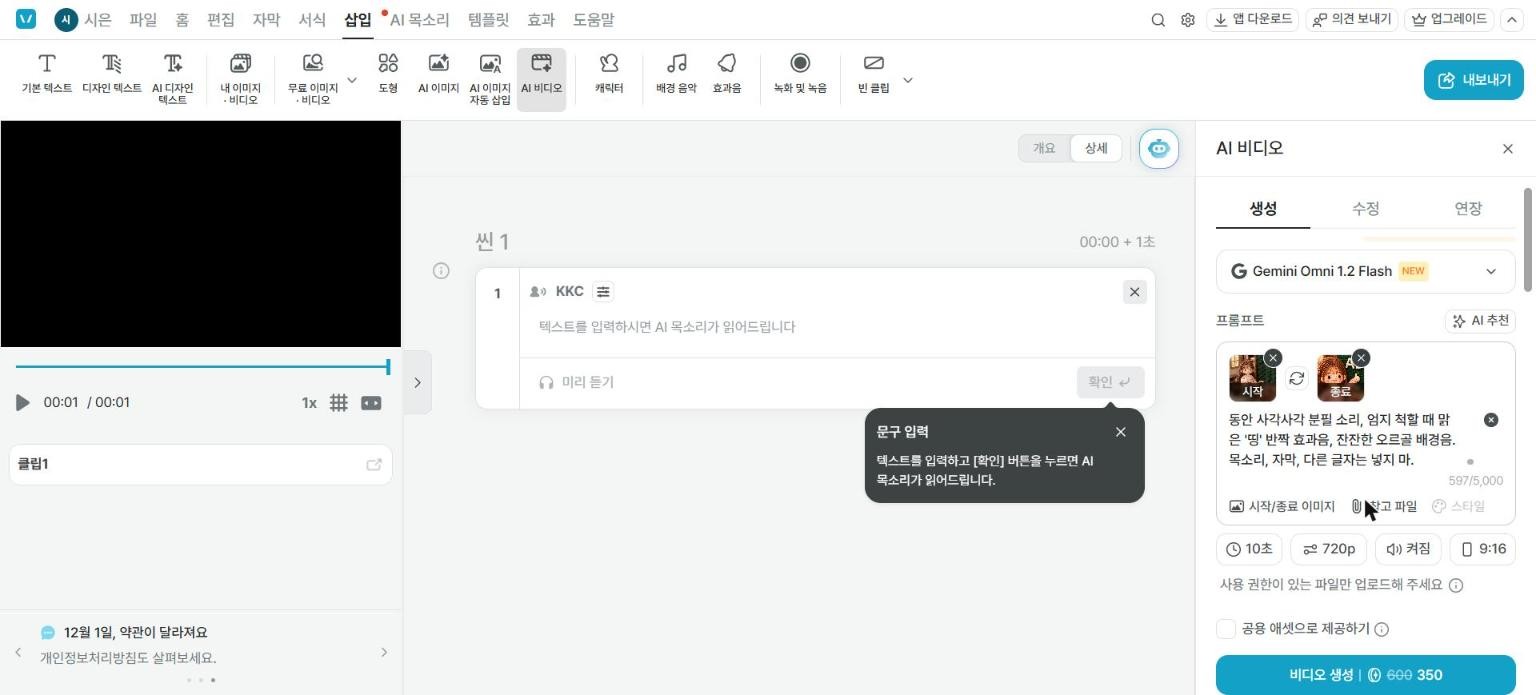 시 시은 파일 홈 편집 자막 서식 삽입 AI 목소리 템플릿 효과 도움말 앱 다운로드 의견 보내기 업그레이드
기본 텍스트 디자인 텍스트 AI 디자인 텍스트 내 이미지 · 비디오 무료 이미지 · 비디오 도형 AI 이미지 AI 이미지 자동 삽입 AI 비디오 캐릭터 배경 음악 효과음 녹화 및 녹음 빈 클립 내보내기
00:01 / 00:01 1x
클립1
12월 1일, 약관이 달라져요
개인정보처리방침도 살펴보세요.
개요 상세
씬 1 00:00 + 1초
1 KKC
텍스트를 입력하시면 AI 목소리가 읽어드립니다
미리 듣기 확인
문구 입력
텍스트를 입력하고 [확인] 버튼을 누르면 AI
목소리가 읽어드립니다.
AI 비디오
생성 수정 연장
Gemini Omni 1.2 Flash NEW
프롬프트 AI 추천
시작 종료
동안 사각사각 분필 소리, 엄지 척할 때 맑
은 '띵' 반짝 효과음, 잔잔한 오르골 배경음.
목소리, 자막, 다른 글자는 넣지 마.
597/5,000
시작/종료 이미지 참고 파일 스타일
10초 720p 켜짐 9:16
사용 권한이 있는 파일만 업로드해 주세요
공용 애셋으로 제공하기
비디오 생성 | 600 350